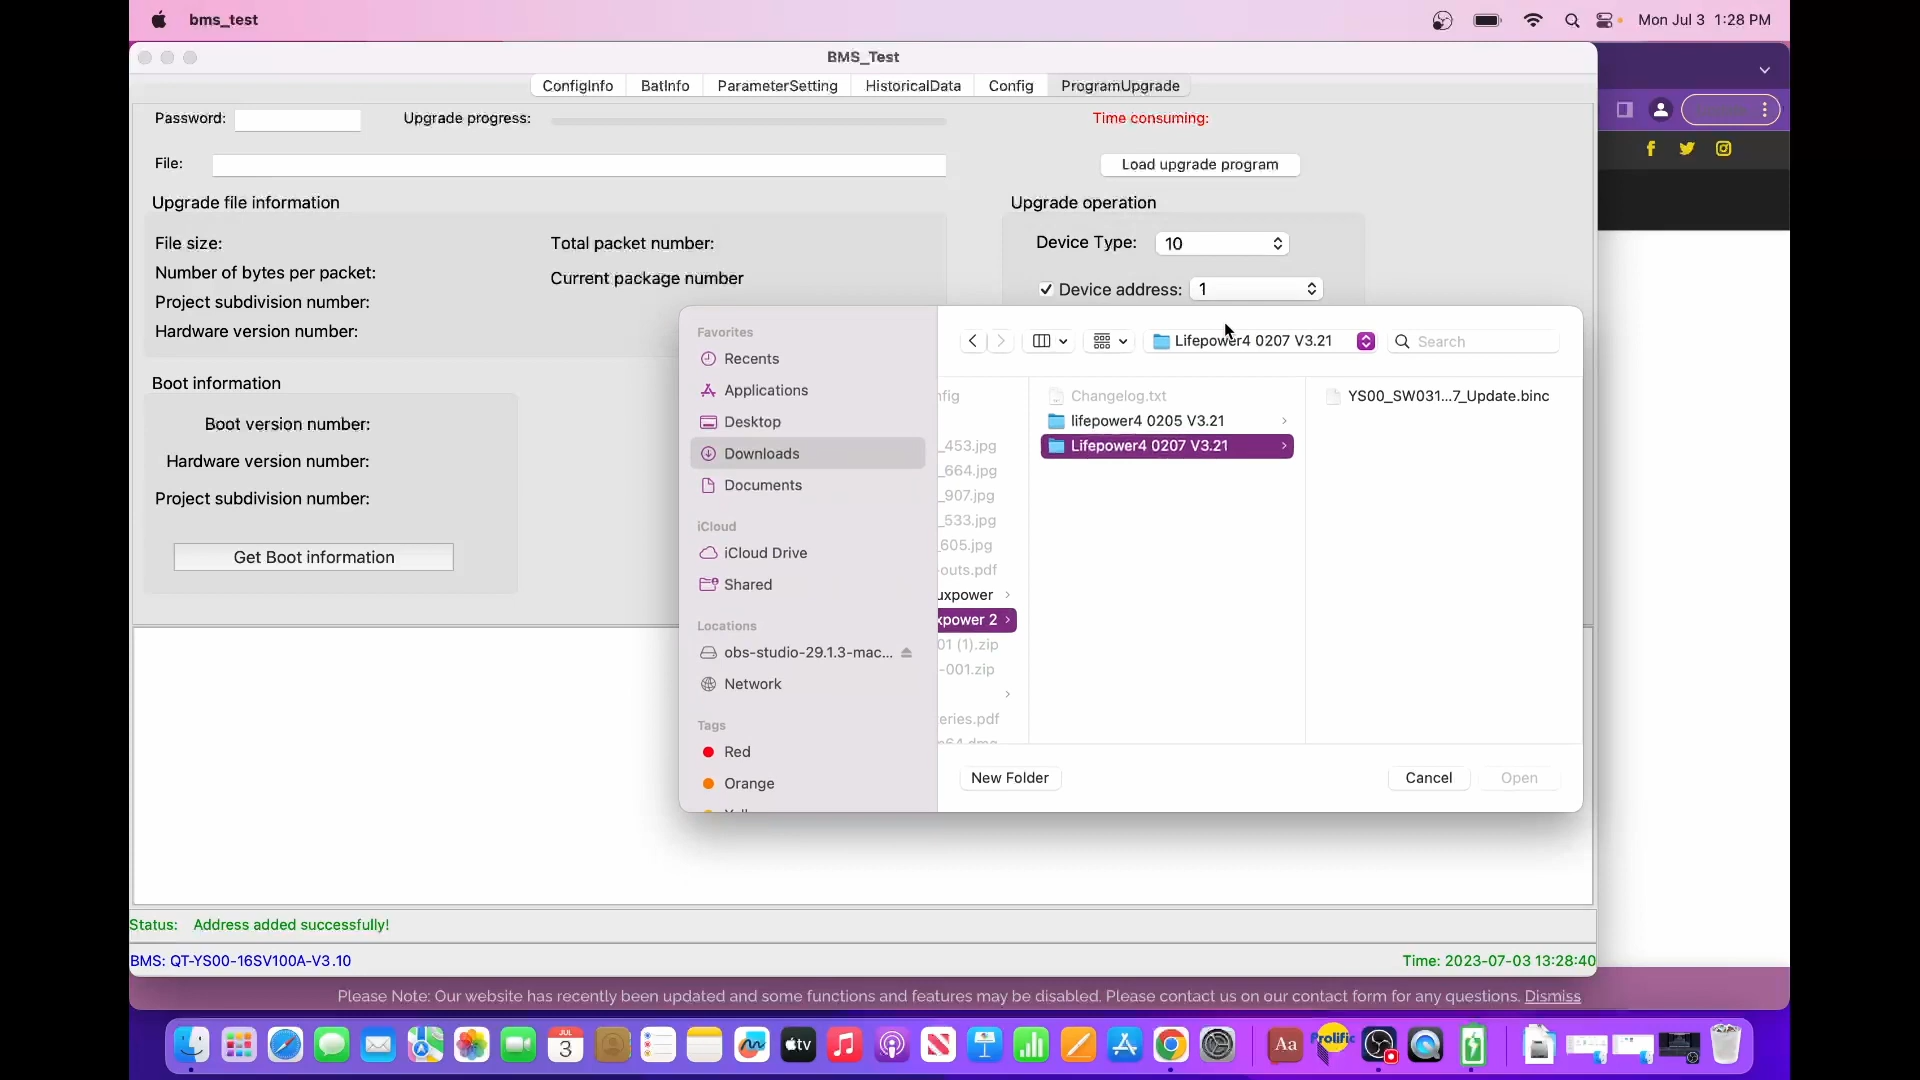 bms_test
Mon Jul 3 1:28 PM
BMS_Test
ConfigInfo BatInfo ParameterSetting HistoricalData Config ProgramUpgrade
Password: Upgrade progress: Time consuming:
File: Load upgrade program
Upgrade file information
Upgrade operation
File size:
Total packet number:
Device Type: 10
Number of bytes per packet:
Current package number
Project subdivision number:
Device address: 1
Hardware version number:
Boot information
Boot version number:
Hardware version number:
Project subdivision number:
Get Boot information
Favorites
Recents
Applications
Desktop
Downloads
Documents
iCloud
iCloud Drive
Shared
Locations
obs-studio-29.1.3-mac...
Network
Tags
Red
Orange
Lifepower4 0207 V3.21
Search
nfig
_453.jpg
_664.jpg
_907.jpg
_533.jpg
_605.jpg
-outs.pdf
uxpower
xpower 2
01 (1).zip
-001.zip
eries.pdf
Changelog.txt
lifepower4 0205 V3.21
Lifepower4 0207 V3.21
YS00_SW031...7_Update.binc
New Folder
Cancel
Open
Status: Address added successfully!
BMS: QT-YS00-16SV100A-V3.10
Time: 2023-07-03 13:28:40
Please Note: Our website has recently been updated and some functions and features may be disabled. Please contact us on our contact form for any questions. Dismiss
JUL
3
tv
Aa
Prolific